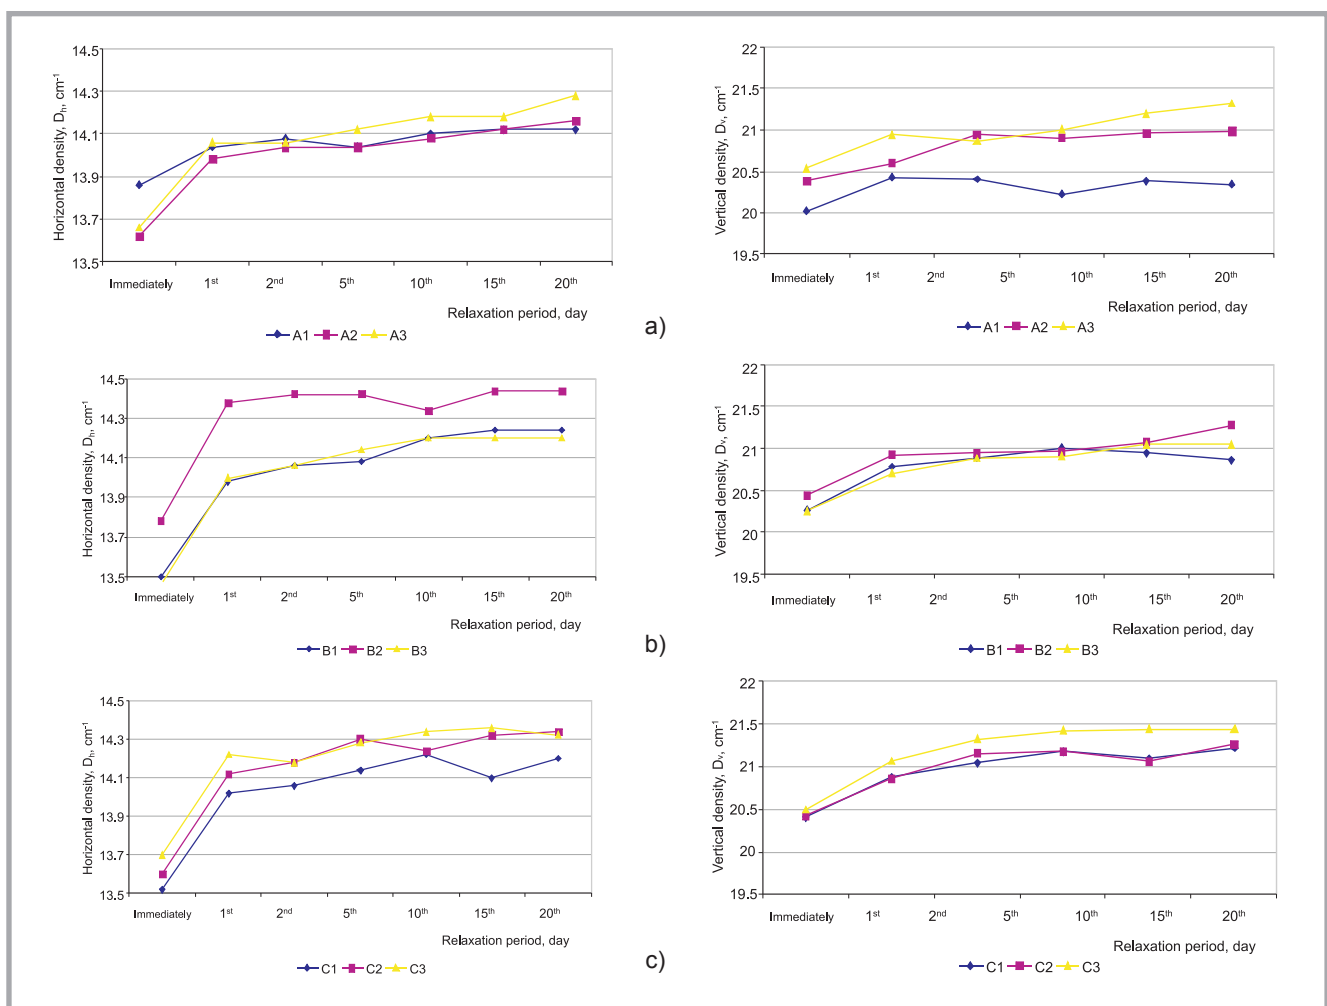 Horizontal density, Dₕ, cm⁻¹
14.5
14.3
14.1
13.9
13.7
13.5
Immediately 1ˢᵗ 2ⁿᵈ 5ᵗʰ 10ᵗʰ 15ᵗʰ 20ᵗʰ
Relaxation period, day
A1 A2 A3
Vertical density, Dᵥ, cm⁻¹
22
21.5
21
20.5
20
19.5
Immediately 1ˢᵗ 2ⁿᵈ 5ᵗʰ 10ᵗʰ 15ᵗʰ 20ᵗʰ
Relaxation period, day
A1 A2 A3
a)
Horizontal density, Dₕ, cm⁻¹
14.5
14.3
14.1
13.9
13.7
13.5
Immediately 1ˢᵗ 2ⁿᵈ 5ᵗʰ 10ᵗʰ 15ᵗʰ 20ᵗʰ
Relaxation period, day
B1 B2 B3
Vertical density, Dᵥ, cm⁻¹
22
21.5
21
20.5
20
19.5
Immediately 1ˢᵗ 2ⁿᵈ 5ᵗʰ 10ᵗʰ 15ᵗʰ 20ᵗʰ
Relaxation period, day
B1 B2 B3
b)
Horizontal density, Dₕ, cm⁻¹
14.5
14.3
14.1
13.9
13.7
13.5
Immediately 1ˢᵗ 2ⁿᵈ 5ᵗʰ 10ᵗʰ 15ᵗʰ 20ᵗʰ
Relaxation period, day
C1 C2 C3
Vertical density, Dᵥ, cm⁻¹
22
21.5
21
20.5
20
19.5
Immediately 1ˢᵗ 2ⁿᵈ 5ᵗʰ 10ᵗʰ 15ᵗʰ 20ᵗʰ
Relaxation period, day
C1 C2 C3
c)